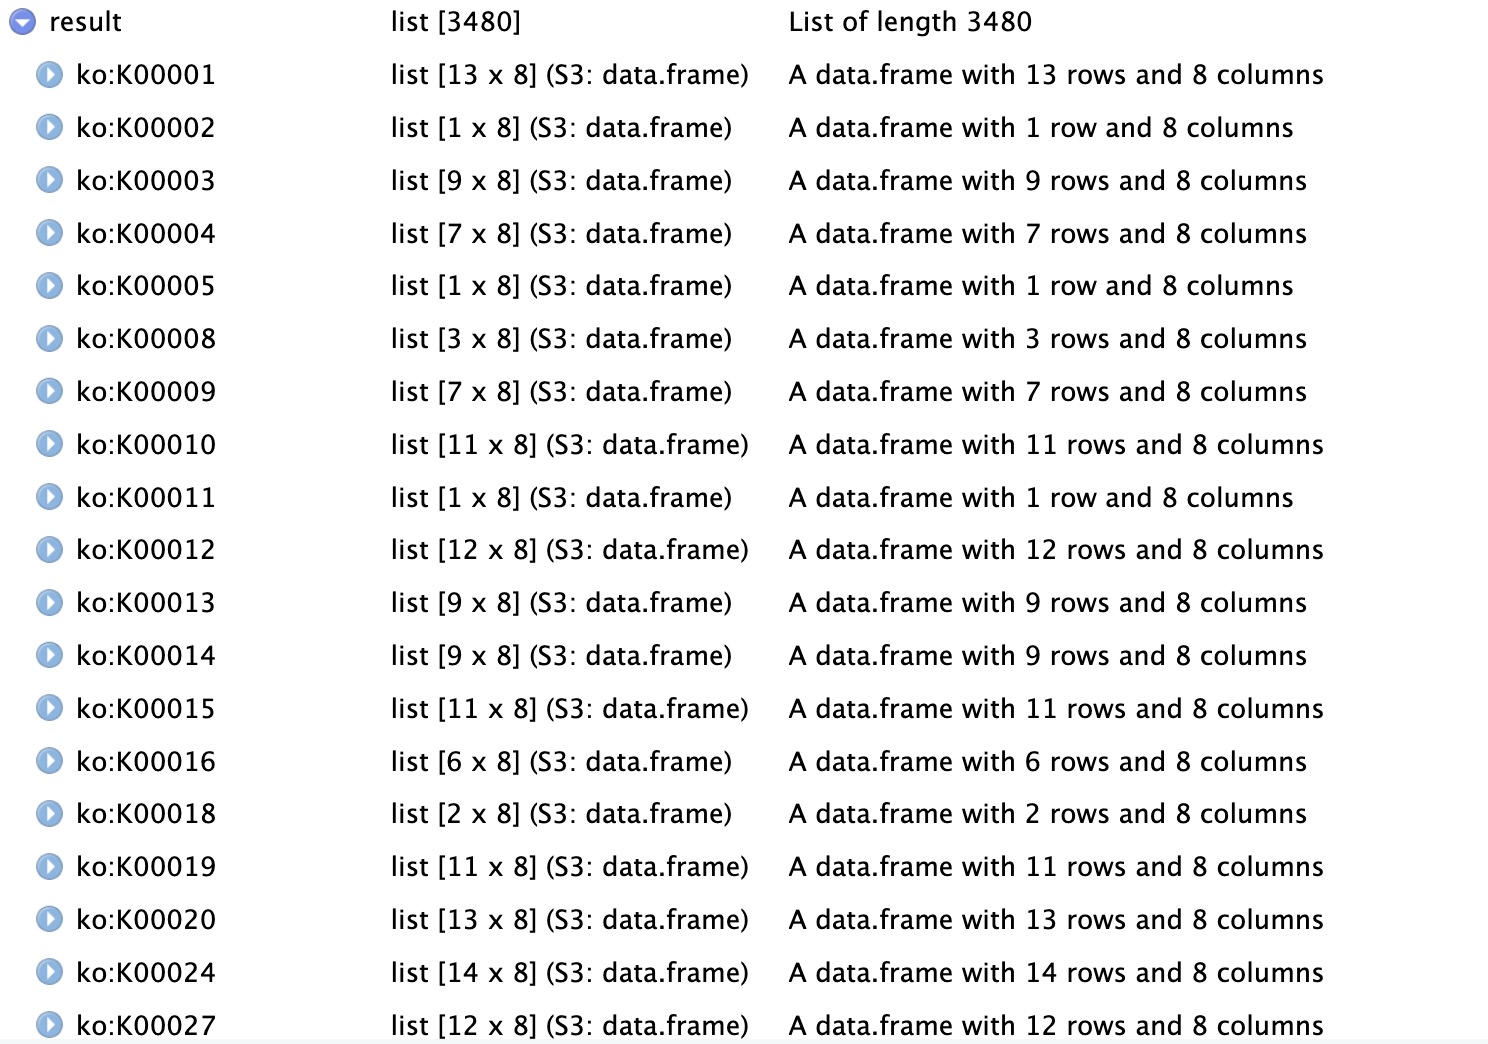 result list [3480] List of length 3480
ko:K00001 list [13 x 8] (S3: data.frame) A data.frame with 13 rows and 8 columns
ko:K00002 list [1 x 8] (S3: data.frame) A data.frame with 1 row and 8 columns
ko:K00003 list [9 x 8] (S3: data.frame) A data.frame with 9 rows and 8 columns
ko:K00004 list [7 x 8] (S3: data.frame) A data.frame with 7 rows and 8 columns
ko:K00005 list [1 x 8] (S3: data.frame) A data.frame with 1 row and 8 columns
ko:K00008 list [3 x 8] (S3: data.frame) A data.frame with 3 rows and 8 columns
ko:K00009 list [7 x 8] (S3: data.frame) A data.frame with 7 rows and 8 columns
ko:K00010 list [11 x 8] (S3: data.frame) A data.frame with 11 rows and 8 columns
ko:K00011 list [1 x 8] (S3: data.frame) A data.frame with 1 row and 8 columns
ko:K00012 list [12 x 8] (S3: data.frame) A data.frame with 12 rows and 8 columns
ko:K00013 list [9 x 8] (S3: data.frame) A data.frame with 9 rows and 8 columns
ko:K00014 list [9 x 8] (S3: data.frame) A data.frame with 9 rows and 8 columns
ko:K00015 list [11 x 8] (S3: data.frame) A data.frame with 11 rows and 8 columns
ko:K00016 list [6 x 8] (S3: data.frame) A data.frame with 6 rows and 8 columns
ko:K00018 list [2 x 8] (S3: data.frame) A data.frame with 2 rows and 8 columns
ko:K00019 list [11 x 8] (S3: data.frame) A data.frame with 11 rows and 8 columns
ko:K00020 list [13 x 8] (S3: data.frame) A data.frame with 13 rows and 8 columns
ko:K00024 list [14 x 8] (S3: data.frame) A data.frame with 14 rows and 8 columns
ko:K00027 list [12 x 8] (S3: data.frame) A data.frame with 12 rows and 8 columns